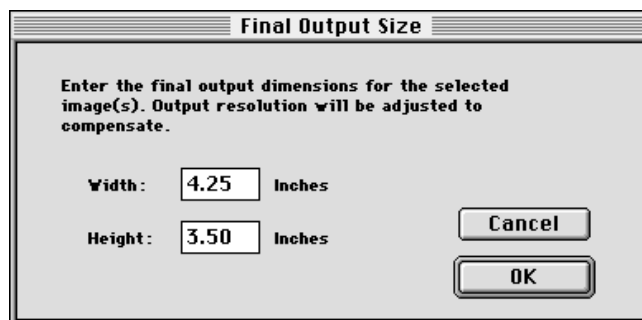 Final Output Size
Enter the final output dimensions for the selected
image(s). Output resolution will be adjusted to
compensate.
Width: 4.25 Inches
Height: 3.50 Inches
Cancel
OK